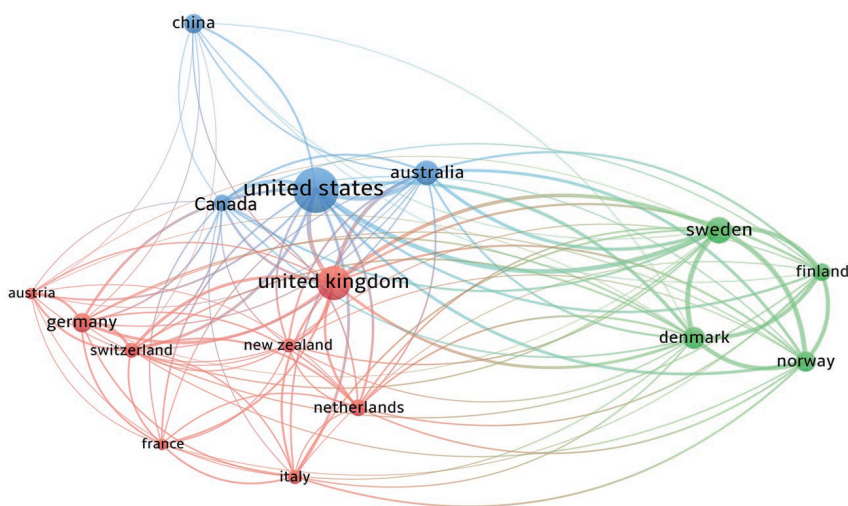 china
australia
united states
Canada
sweden
finland
united kingdom
austria
germany
switzerland
new zealand
denmark
norway
netherlands
france
italy